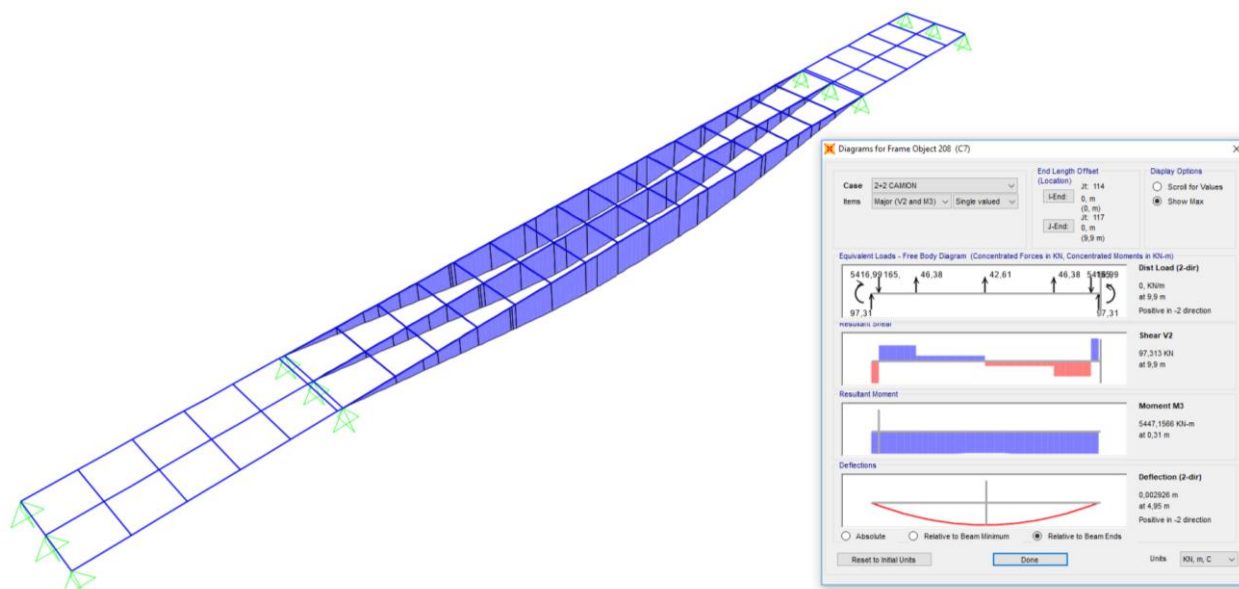 Diagrams for Frame Object 208 (C7)
End Length Offset (Location)
Display Options
Case 2+2 CAMION
Items Major (V2 and M3) Single valued
I-End: Jt: 114
0, m
(0, m)
J-End: Jt: 117
0, m
(9,9 m)
Scroll for Values
Show Max
Equivalent Loads - Free Body Diagram (Concentrated Forces in KN, Concentrated Moments in KN-m)
5416,99 165, 46,38 42,61 46,38
97,31 97,31
Dist Load (2-dir)
0, KN/m
at 9,9 m
Positive in -2 direction
Resultant Shear
Shear V2
97,313 KN
at 9,9 m
Resultant Moment
Moment M3
5447,1566 KN-m
at 0,31 m
Deflections
Deflection (2-dir)
0,002926 m
at 4,95 m
Positive in -2 direction
Absolute Relative to Beam Minimum Relative to Beam Ends
Reset to Initial Units Done Units KN, m, C